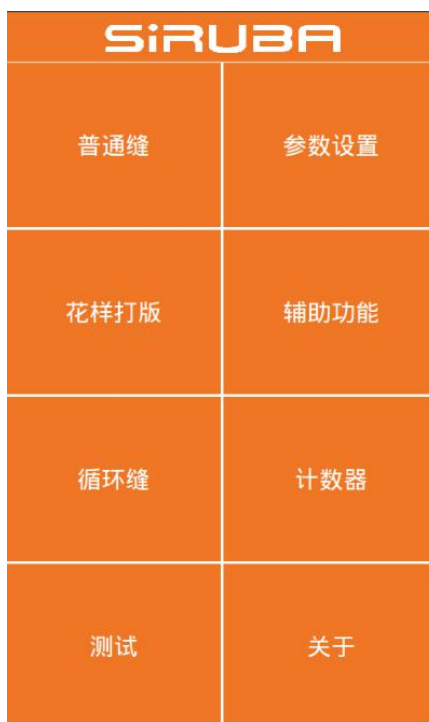 SiRUBA
普通缝
参数设置
花样打版
辅助功能
循环缝
计数器
测试
关于